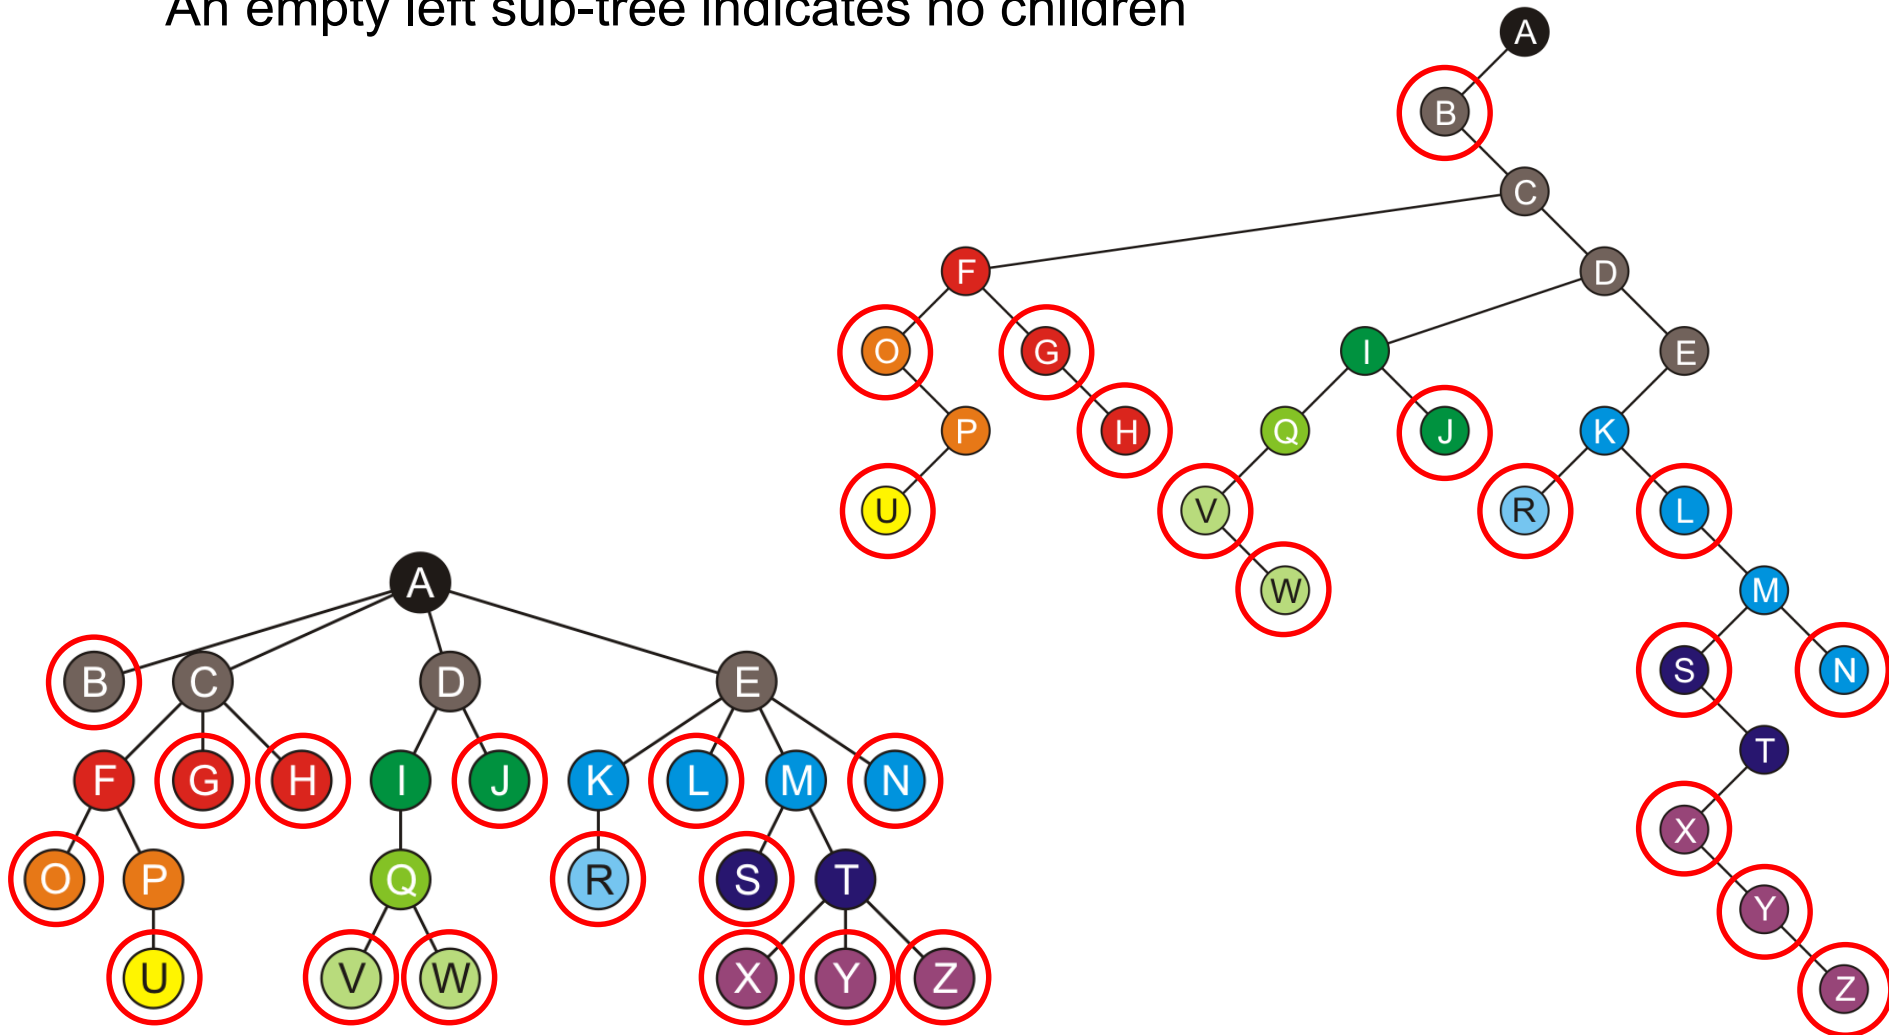 An empty left sub-tree indicates no children
A
B
C
F D
O G I E
P H Q J K
U V R L
W M
S N
T
X
Y
Z
A
B C D E
F G H I J K L M N
O P Q R S T
U V W X Y Z